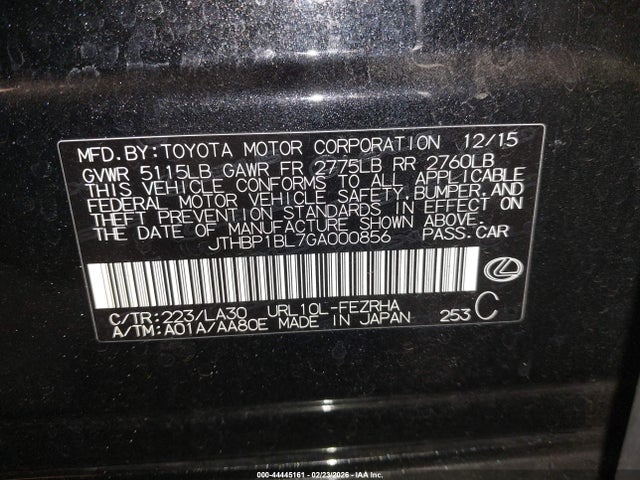 MFD.BY:TOYOTA MOTOR CORPORATION 12/15
GVWR 5115LB GAWR FR 2775LB RR 2760LB
THIS VEHICLE CONFORMS TO ALL APPLICABLE
FEDERAL MOTOR VEHICLE SAFETY,BUMPER,AND
THEFT PREVENTION STANDARDS IN EFFECT ON
THE DATE OF MANUFACTURE SHOWN ABOVE.
JTHBP1BL7GA000856 PASS.CAR
C/TR:223/LA30 URL10L-FEZRHA
A/TM:A01A/AA80E MADE IN JAPAN 253 C
000-44445161 - 02/23/2026 - IAA Inc.